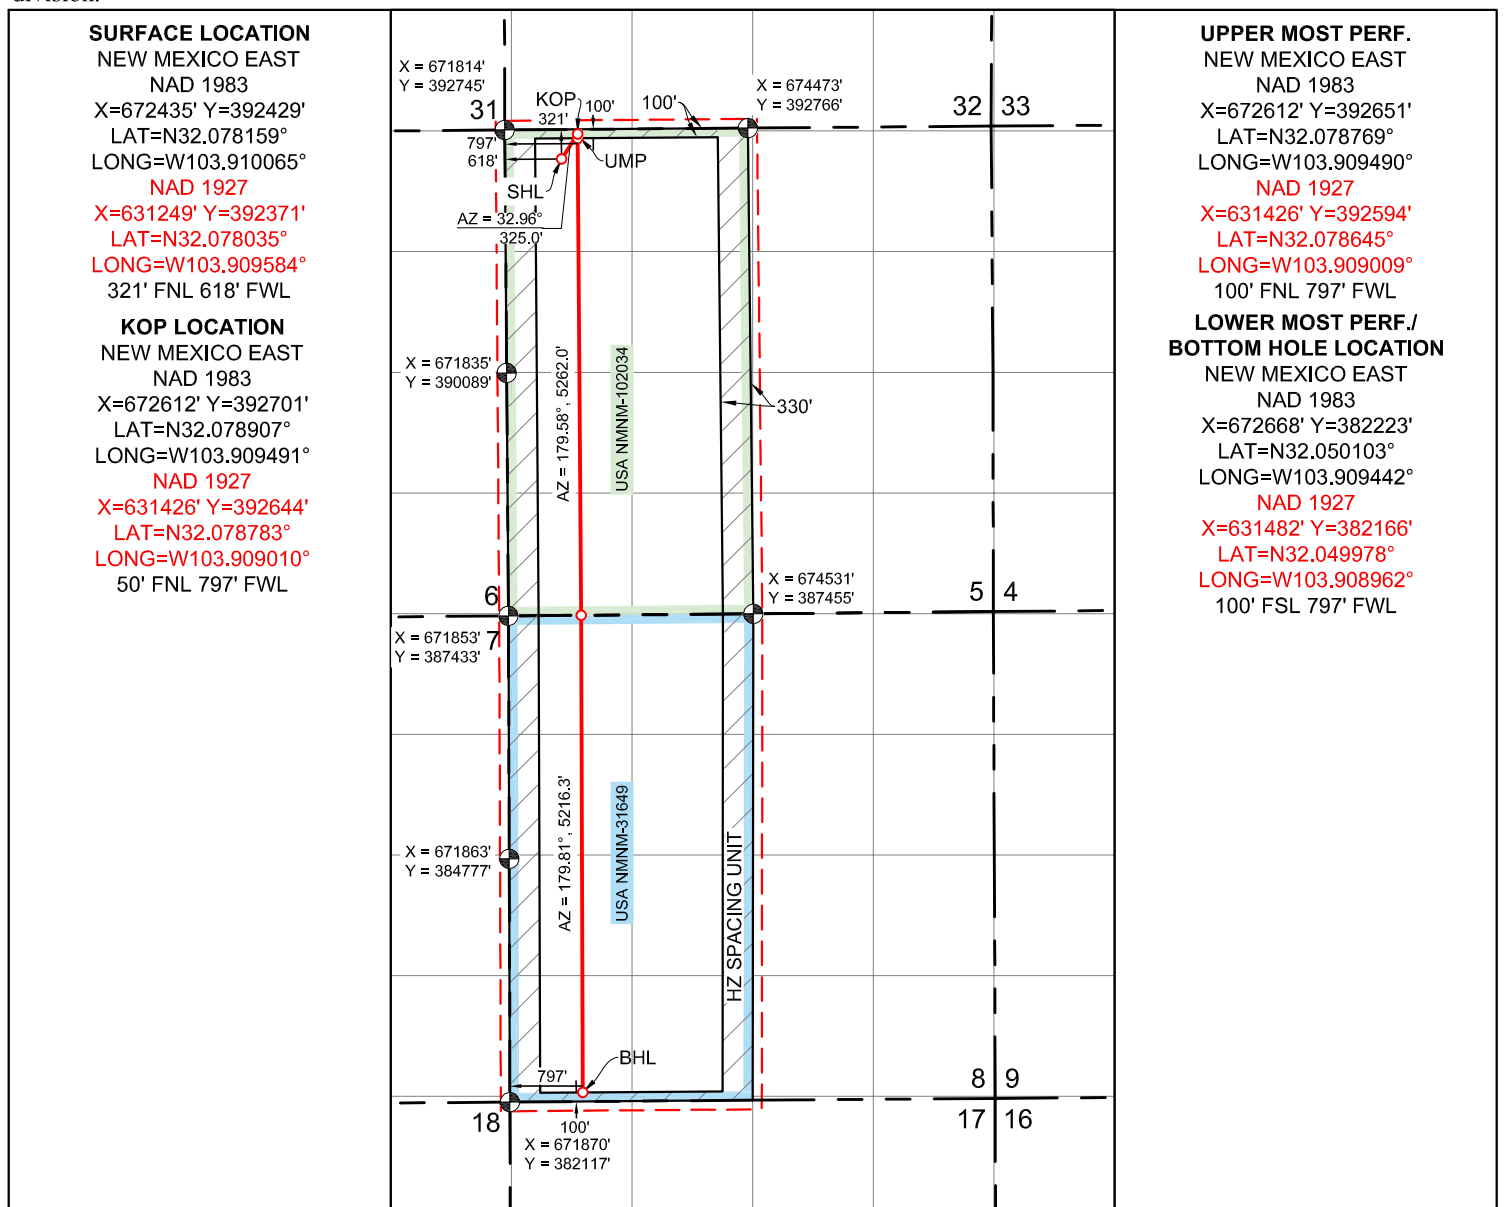 division.
SURFACE LOCATION
NEW MEXICO EAST
NAD 1983
X=672435' Y=392429'
LAT=N32.078159°
LONG=W103.910065°
NAD 1927
X=631249' Y=392371'
LAT=N32.078035°
LONG=W103.909584°
321' FNL 618' FWL
KOP LOCATION
NEW MEXICO EAST
NAD 1983
X=672612' Y=392701'
LAT=N32.078907°
LONG=W103.909491°
NAD 1927
X=631426' Y=392644'
LAT=N32.078783°
LONG=W103.909010°
50' FNL 797' FWL
X = 671814'
Y = 392745'
31
KOP
321'
100'
100'
X = 674473'
Y = 392766'
32 33
797'
618'
UMP
SHL
AZ = 32.96°
325.0'
X = 671835'
Y = 390089'
AZ = 179.58°, 5262.0'
USA NMNM-102034
330'
6
X = 674531'
Y = 387455'
5 4
X = 671853'
Y = 387433'
7
X = 671863'
Y = 384777'
AZ = 179.81°, 5216.3'
USA NMNM-31649
HZ SPACING UNIT
BHL
797'
8 9
18
100'
17 16
X = 671870'
Y = 382117'
UPPER MOST PERF.
NEW MEXICO EAST
NAD 1983
X=672612' Y=392651'
LAT=N32.078769°
LONG=W103.909490°
NAD 1927
X=631426' Y=392594'
LAT=N32.078645°
LONG=W103.909009°
100' FNL 797' FWL
LOWER MOST PERF./
BOTTOM HOLE LOCATION
NEW MEXICO EAST
NAD 1983
X=672668' Y=382223'
LAT=N32.050103°
LONG=W103.909442°
NAD 1927
X=631482' Y=382166'
LAT=N32.049978°
LONG=W103.908962°
100' FSL 797' FWL